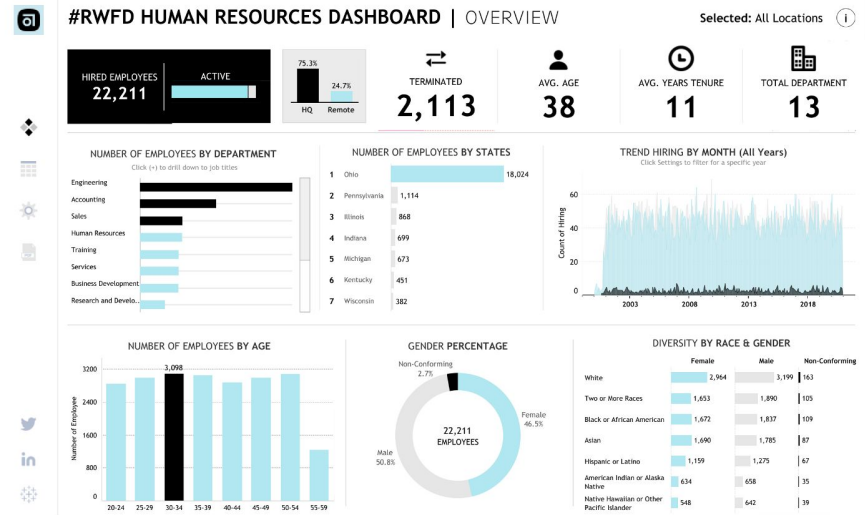 #RWFD HUMAN RESOURCES DASHBOARD | OVERVIEW
Selected: All Locations
i
HIRED EMPLOYEES
22,211
ACTIVE
75.3%
24.7%
HQ Remote
TERMINATED
2,113
AVG. AGE
38
AVG. YEARS TENURE
11
TOTAL DEPARTMENT
13
NUMBER OF EMPLOYEES BY DEPARTMENT
Click (+) to drill down to job titles
Engineering
Accounting
Sales
Human Resources
Training
Services
Business Development
Research and Develo..
NUMBER OF EMPLOYEES BY STATES
1 Ohio 18,024
2 Pennsylvania 1,114
3 Illinois 868
4 Indiana 699
5 Michigan 673
6 Kentucky 451
7 Wisconsin 382
TREND HIRING BY MONTH (All Years)
Click Settings to filter for a specific year
Count of Hiring
60
40
20
0
2003 2008 2013 2018
NUMBER OF EMPLOYEES BY AGE
Number of Employee
3200
2400
1600
800
0
3,098
20-24 25-29 30-34 35-39 40-44 45-49 50-54 55-59
GENDER PERCENTAGE
Non-Conforming
2.7%
Female
46.5%
Male
50.8%
22,211
EMPLOYEES
DIVERSITY BY RACE & GENDER
Female Male Non-Conforming
White 2,964 3,199 163
Two or More Races 1,653 1,890 105
Black or African American 1,672 1,837 109
Asian 1,690 1,785 87
Hispanic or Latino 1,159 1,275 67
American Indian or Alaska
Native 634 658 35
Native Hawaiian or Other
Pacific Islander 548 642 39
in